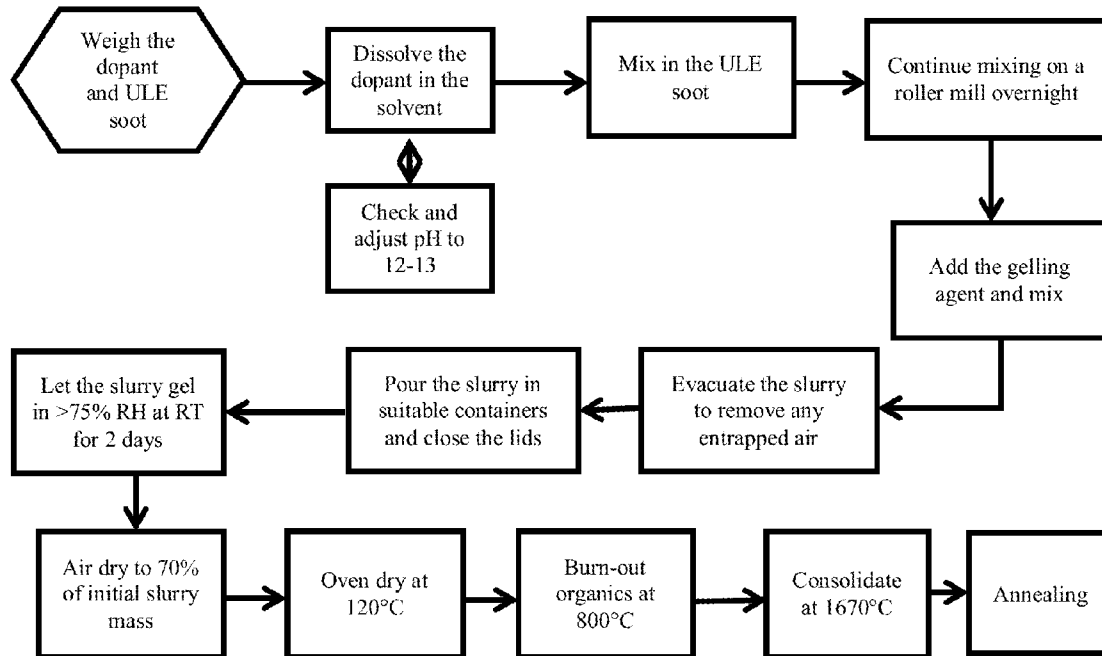 Weigh the
dopant
and ULE
soot
Dissolve the
dopant in the
solvent
Mix in the ULE
soot
Continue mixing on a
roller mill overnight
Check and
adjust pH to
12-13
Add the gelling
agent and mix
Evacuate the slurry
to remove any
entrapped air
Pour the slurry in
suitable containers
and close the lids
Let the slurry gel
in >75% RH at RT
for 2 days
Air dry to 70%
of initial slurry
mass
Oven dry at
120°C
Burn-out
organics at
800°C
Consolidate
at 1670°C
Annealing